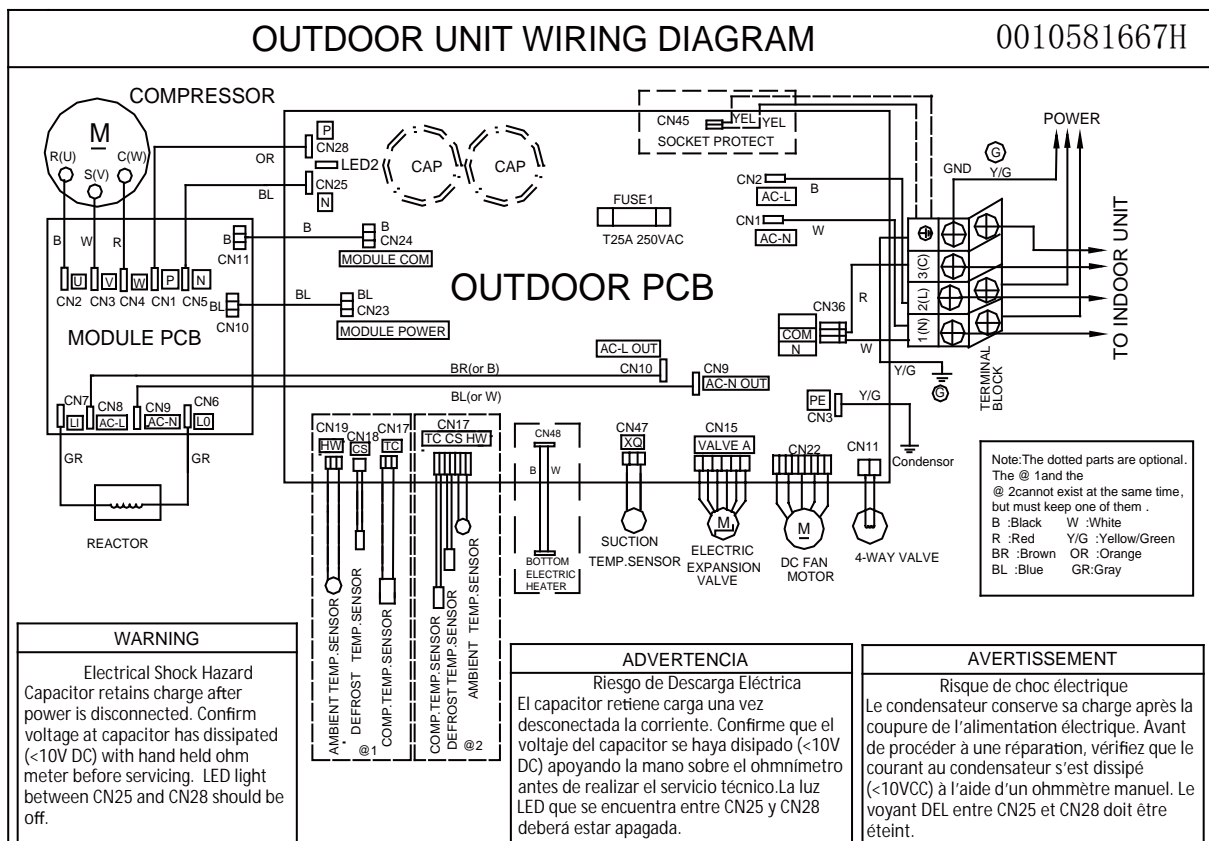 OUTDOOR UNIT WIRING DIAGRAM
0010581667H
COMPRESSOR
M
R(U)
S(V)
C(W)
OR
BL
P
CN28
LED2
CN25
N
CAP
CAP
CN45
YEL
YEL
SOCKET PROTECT
POWER
GND
G
Y/G
CN2
AC-L
B
CN1
AC-N
W
FUSE1
T25A 250VAC
B
W
R
B
CN11
B
B
CN24
MODULE COM
U
V
W
P
N
CN2
CN3
CN4
CN1
CN5
BL
CN10
BL
BL
CN23
MODULE POWER
MODULE PCB
OUTDOOR PCB
3(C)
2(L)
1(N)
TO INDOOR UNIT
TERMINAL
BLOCK
CN36
COM
N
R
W
Y/G
G
AC-L OUT
CN10
BR(or B)
CN9
AC-N OUT
BL(or W)
PE
CN3
Y/G
Condensor
CN7
LI
CN8
AC-L
CN9
AC-N
CN6
L0
GR
GR
REACTOR
CN19
HW
CN18
CS
CN17
TC
AMBIENT TEMP.SENSOR
DEFROST TEMP.SENSOR
COMP.TEMP.SENSOR
@1
CN17
TC CS HW
COMP.TEMP.SENSOR
DEFROST TEMP.SENSOR
AMBIENT TEMP.SENSOR
@2
CN48
B
W
BOTTOM
ELECTRIC
HEATER
CN47
XQ
SUCTION
TEMP.SENSOR
CN15
VALVE A
M
ELECTRIC
EXPANSION
VALVE
CN22
M
DC FAN
MOTOR
CN11
4-WAY VALVE
Note:The dotted parts are optional.
The @ 1and the
@ 2cannot exist at the same time,
but must keep one of them .
B :Black W :White
R :Red Y/G :Yellow/Green
BR :Brown OR :Orange
BL :Blue GR:Gray
WARNING
Electrical Shock Hazard
Capacitor retains charge after
power is disconnected. Confirm
voltage at capacitor has dissipated
(<10V DC) with hand held ohm
meter before servicing. LED light
between CN25 and CN28 should be
off.
ADVERTENCIA
Riesgo de Descarga Eléctrica
El capacitor retiene carga una vez
desconectada la corriente. Confirme que el
voltaje del capacitor se haya disipado (<10V
DC) apoyando la mano sobre el ohmnímetro
antes de realizar el servicio técnico.La luz
LED que se encuentra entre CN25 y CN28
deberá estar apagada.
AVERTISSEMENT
Risque de choc électrique
Le condensateur conserve sa charge après la
coupure de l'alimentation électrique. Avant
de procéder à une réparation, vérifiez que le
courant au condensateur s'est dissipé
(<10VCC) à l'aide d'un ohmmètre manuel. Le
voyant DEL entre CN25 et CN28 doit être
éteint.